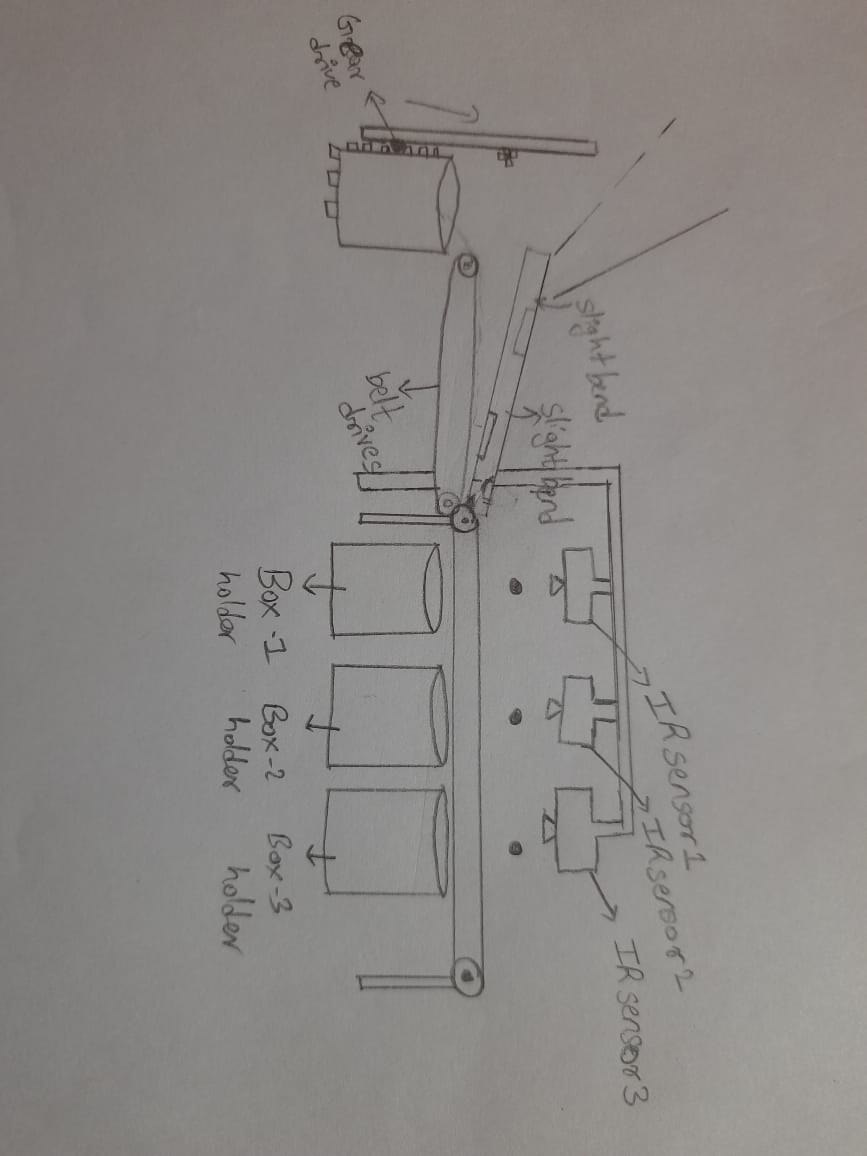 Gear
drive
slight bend
slight bend
belt
drives
IR sensor 1
IR sensor 2
IR sensor 3
Box-1
holder
Box-2
holder
Box-3
holder